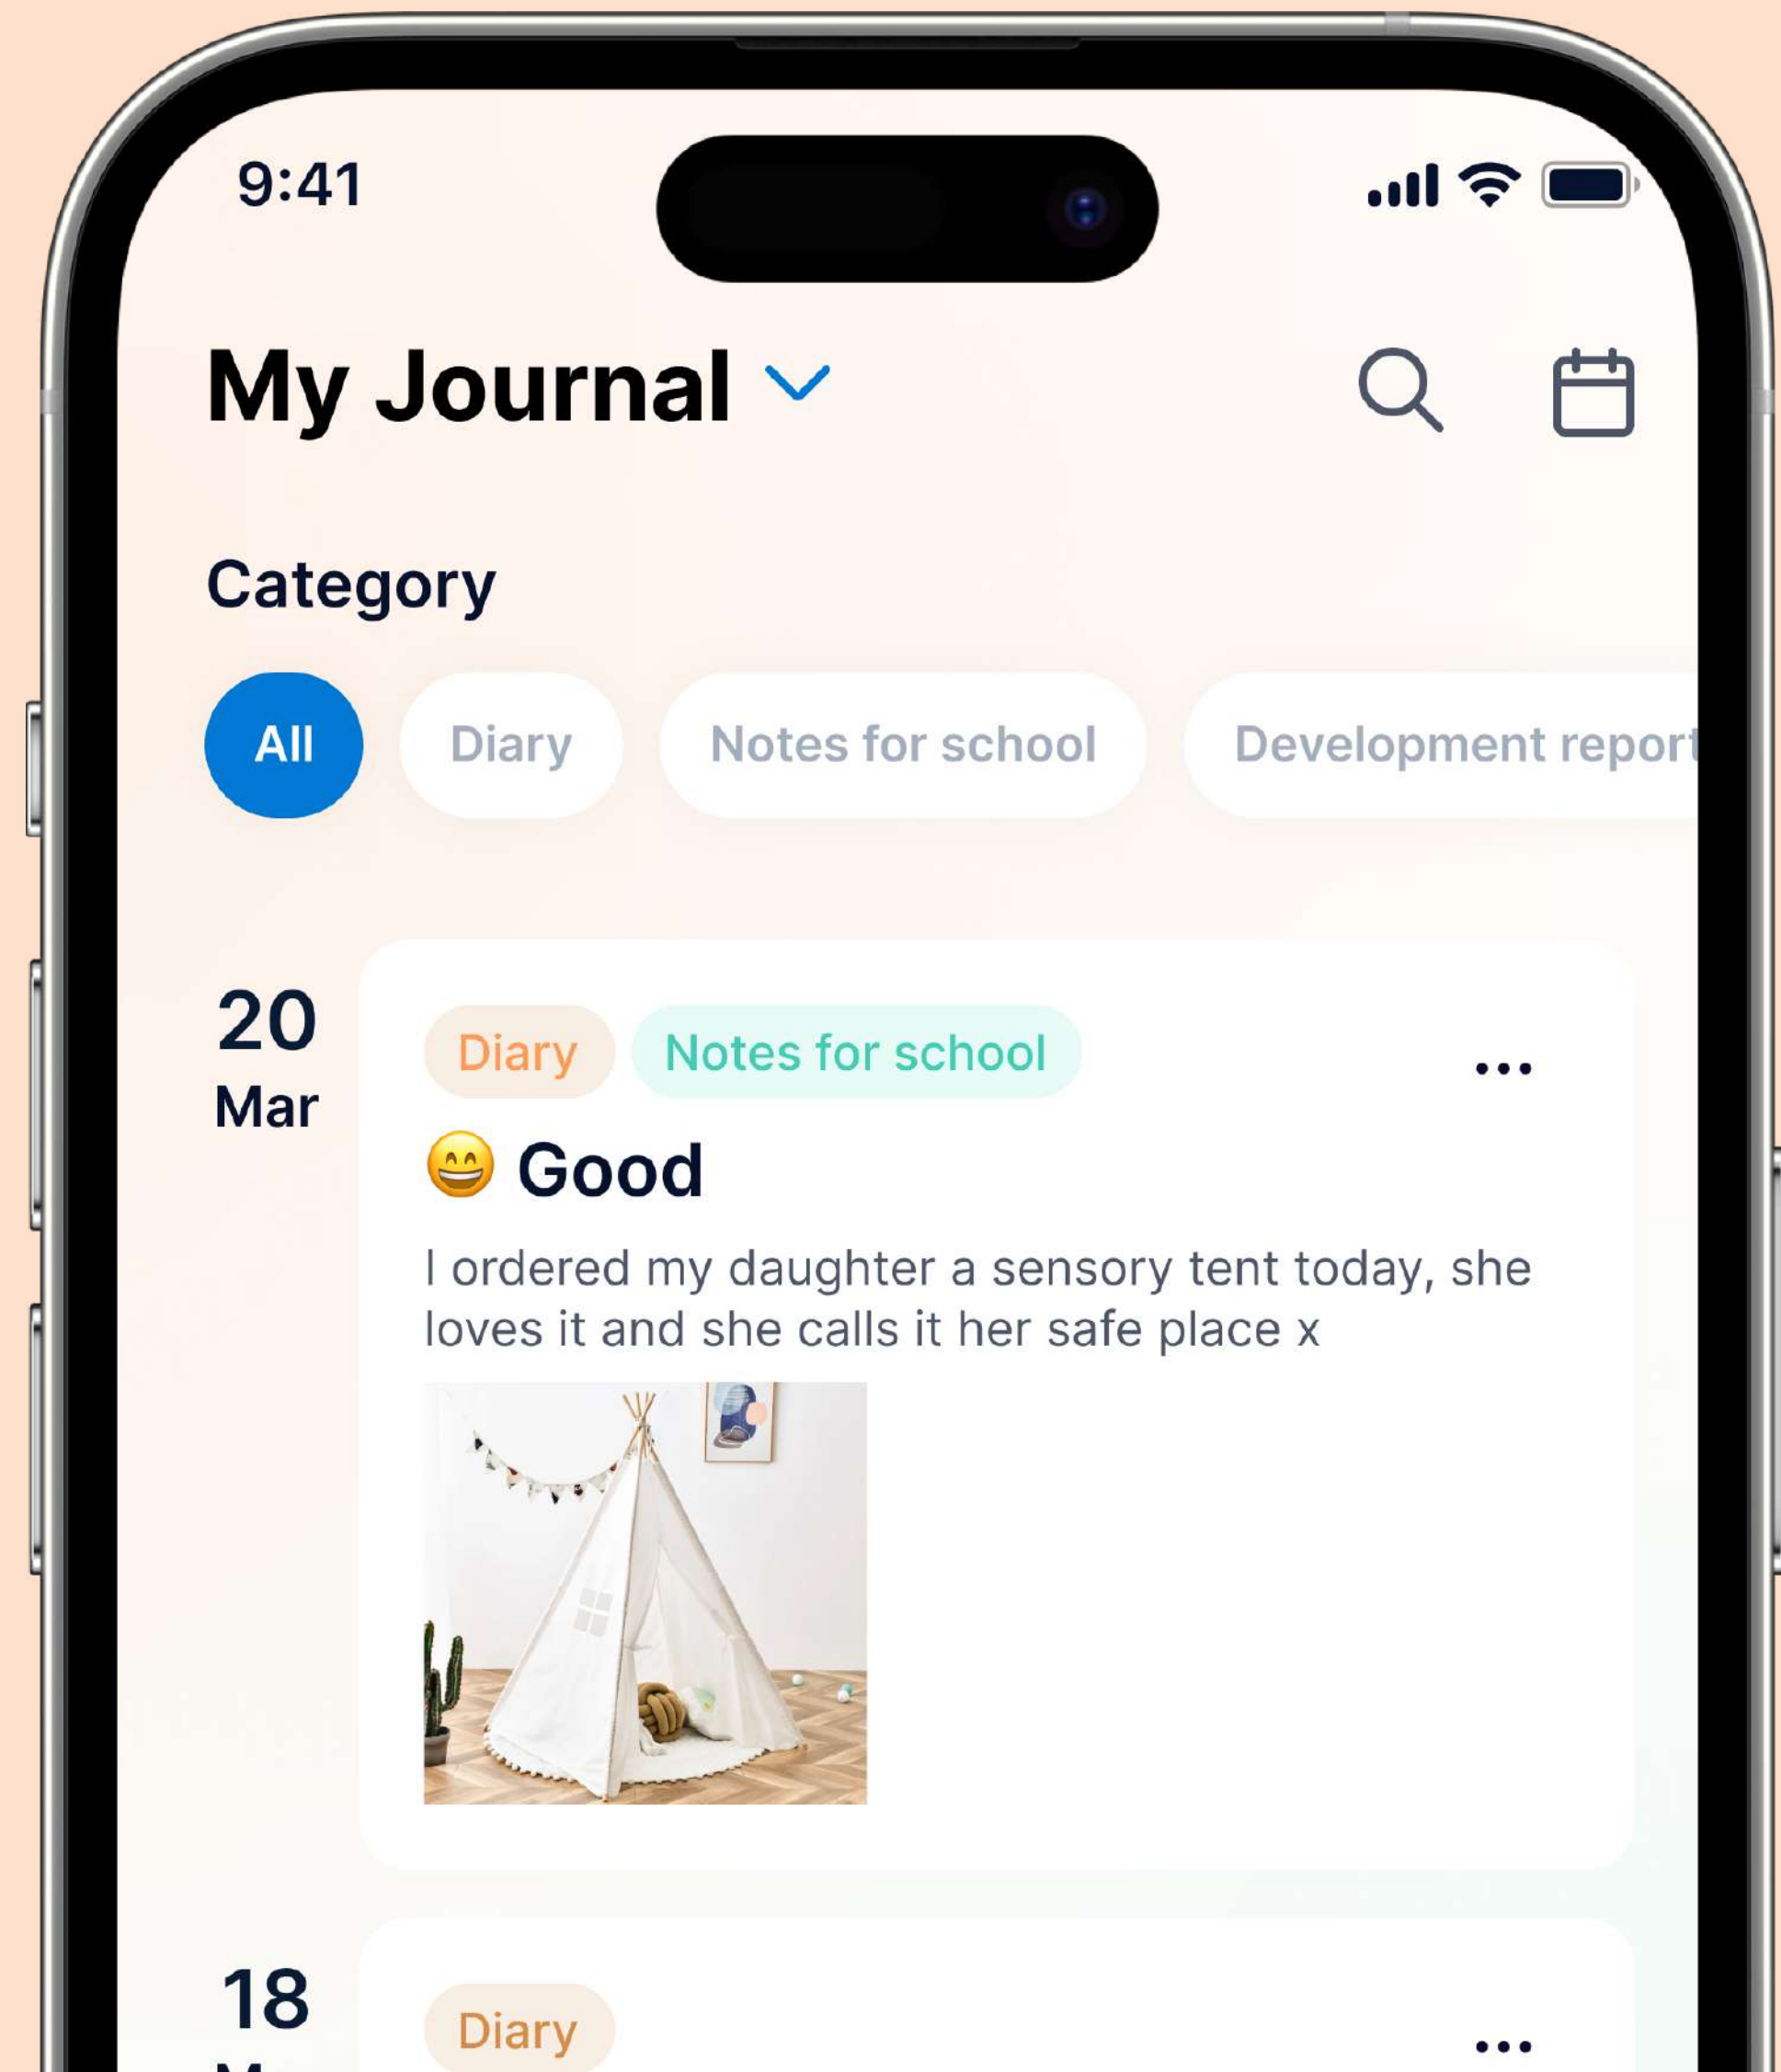 9:41
My Journal
Category
All
Diary
Notes for school
Development report
20
Mar
Diary
Notes for school
...
😄 Good
I ordered my daughter a sensory tent today, she
loves it and she calls it her safe place x
18
Diary
...